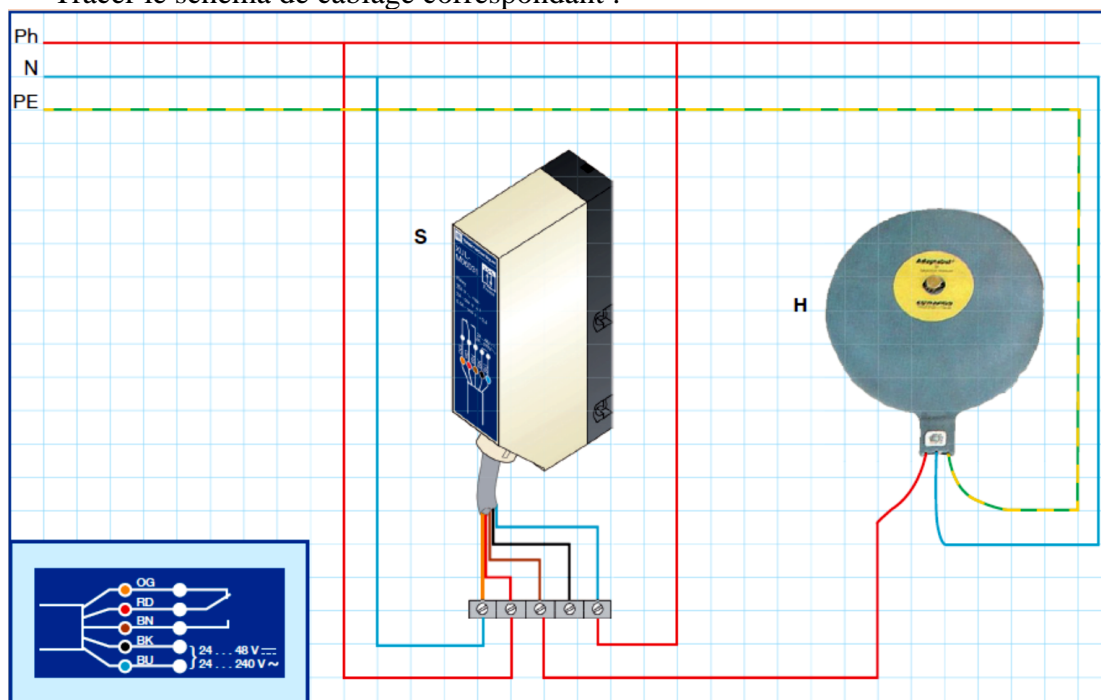 Tracer le schéma de câblage correspondant :
Ph
N
PE
S
H
OG
RD
BN
BK
BU
24 . . . 48 V ⎓
24 . . . 240 V ~